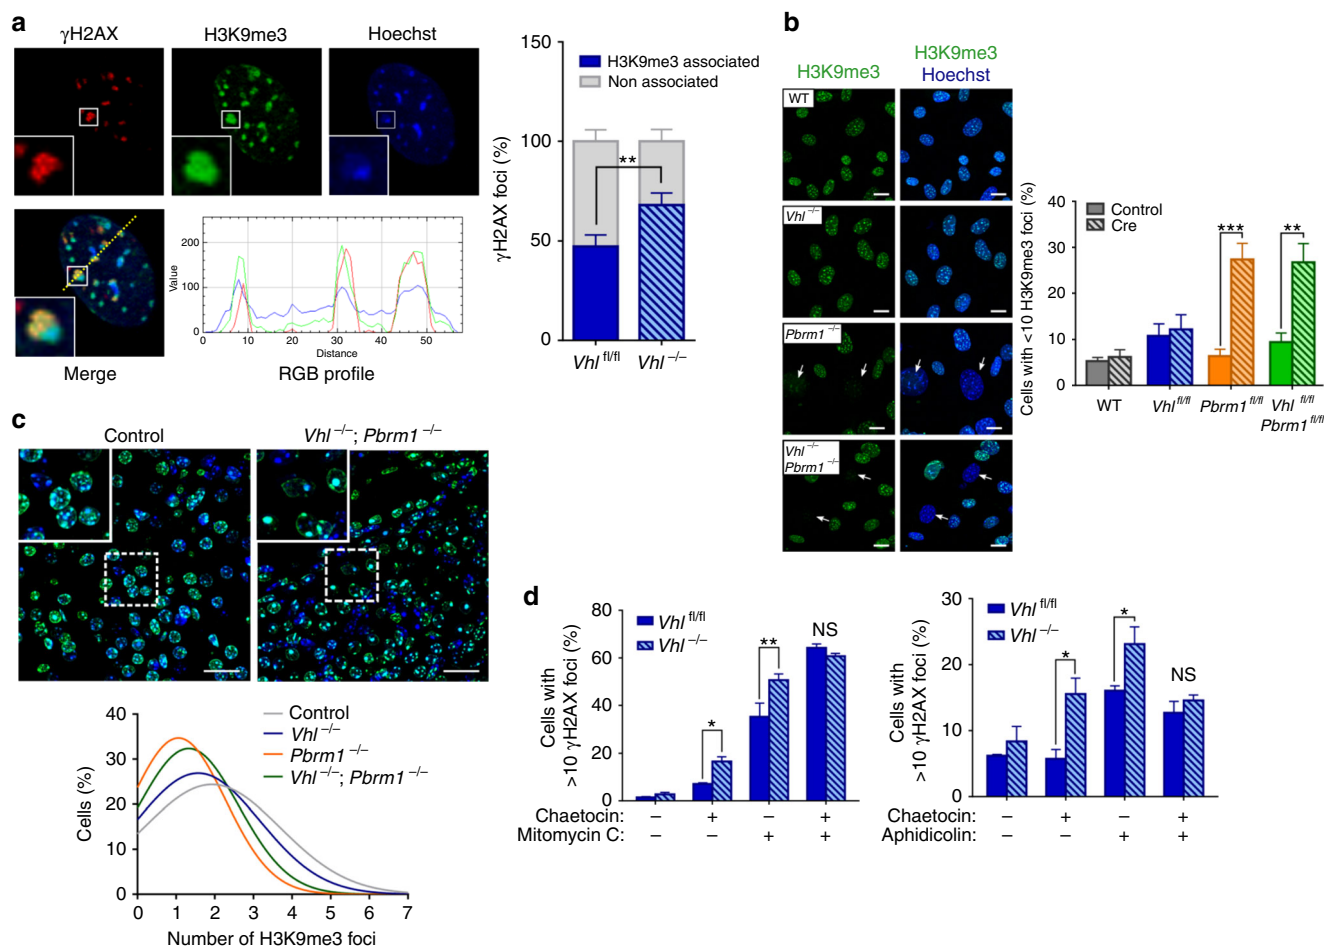 a
γH2AX
H3K9me3
Hoechst
Merge
Value
200
100
0
0 10 20 30 40 50
Distance
RGB profile
γH2AX foci (%)
150
100
50
0
H3K9me3 associated
Non associated
**
Vhl fl/fl
Vhl –/–
b
H3K9me3
H3K9me3
Hoechst
WT
Vhl –/–
Pbrm1 –/–
Vhl –/–
Pbrm1 –/–
Cells with <10 H3K9me3 foci (%)
40
30
20
10
0
Control
Cre
***
**
WT
Vhl fl/fl
Pbrm1 fl/fl
Vhl fl/fl
Pbrm1 fl/fl
c
Control
Vhl –/–; Pbrm1 –/–
Cells (%)
40
30
20
10
0
Control
Vhl –/–
Pbrm1 –/–
Vhl –/–; Pbrm1 –/–
0 1 2 3 4 5 6 7
Number of H3K9me3 foci
d
Cells with
>10 γH2AX foci (%)
80
60
40
20
0
Vhl fl/fl
Vhl –/–
*
**
NS
Chaetocin: – + – +
Mitomycin C: – – + +
Cells with
>10 γH2AX foci (%)
30
20
10
0
Vhl fl/fl
Vhl –/–
*
*
NS
Chaetocin: – + – +
Aphidicolin: – – + +